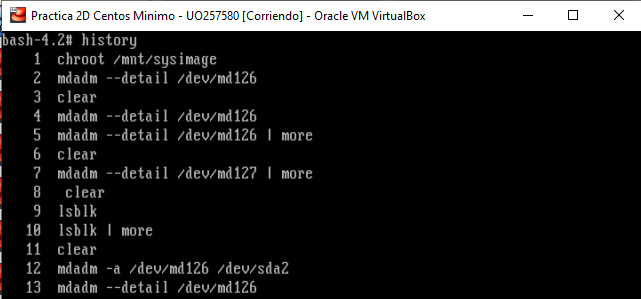 Practica 2D Centos Minimo - UO257580 [Corriendo] - Oracle VM VirtualBox
bash-4.2# history
1 chroot /mnt/sysimage
2 mdadm --detail /dev/md126
3 clear
4 mdadm --detail /dev/md126
5 mdadm --detail /dev/md126 | more
6 clear
7 mdadm --detail /dev/md127 | more
8 clear
9 lsblk
10 lsblk | more
11 clear
12 mdadm -a /dev/md126 /dev/sda2
13 mdadm --detail /dev/md126